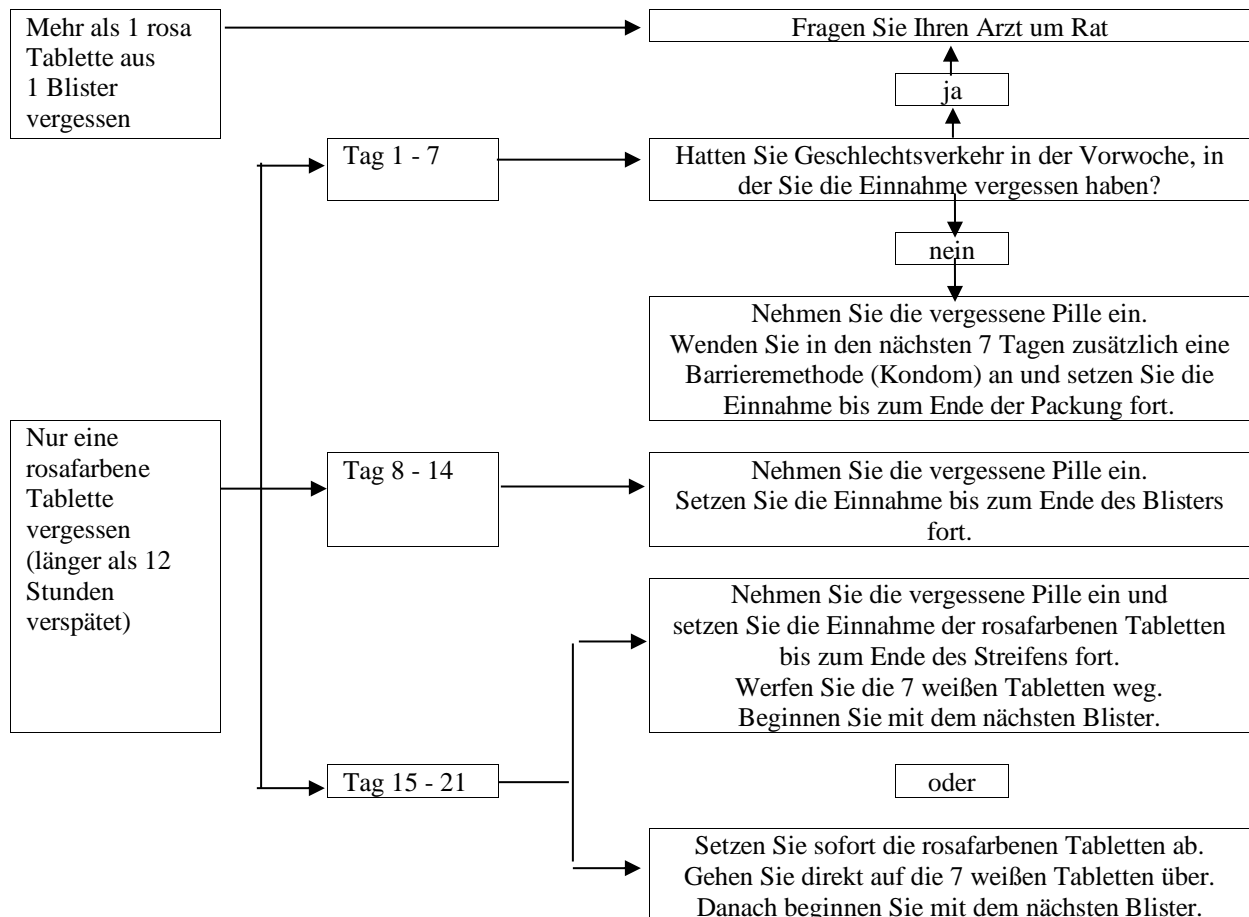 Mehr als 1 rosa
Tablette aus
1 Blister
vergessen
Fragen Sie Ihren Arzt um Rat
ja
Tag 1 - 7
Hatten Sie Geschlechtsverkehr in der Vorwoche, in
der Sie die Einnahme vergessen haben?
nein
Nehmen Sie die vergessene Pille ein.
Wenden Sie in den nächsten 7 Tagen zusätzlich eine
Barrieremethode (Kondom) an und setzen Sie die
Einnahme bis zum Ende der Packung fort.
Nur eine
rosafarbene
Tablette
vergessen
(länger als 12
Stunden
verspätet)
Tag 8 - 14
Nehmen Sie die vergessene Pille ein.
Setzen Sie die Einnahme bis zum Ende des Blisters
fort.
Nehmen Sie die vergessene Pille ein und
setzen Sie die Einnahme der rosafarbenen Tabletten
bis zum Ende des Streifens fort.
Werfen Sie die 7 weißen Tabletten weg.
Beginnen Sie mit dem nächsten Blister.
Tag 15 - 21
oder
Setzen Sie sofort die rosafarbenen Tabletten ab.
Gehen Sie direkt auf die 7 weißen Tabletten über.
Danach beginnen Sie mit dem nächsten Blister.